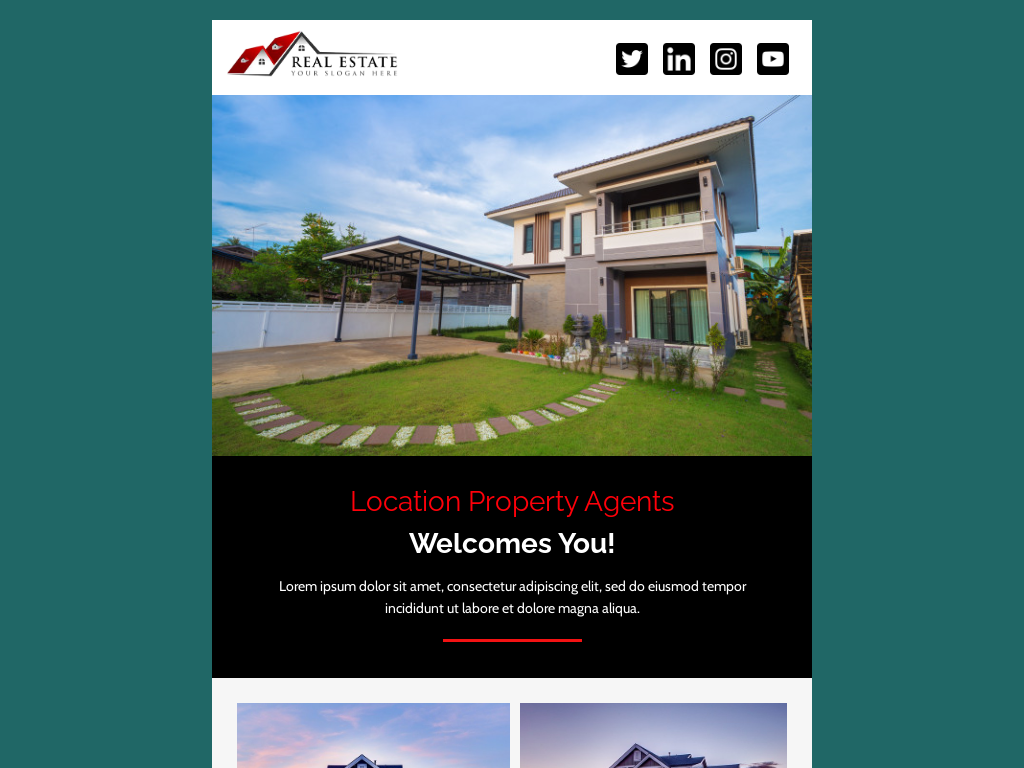 REAL ESTATE
YOUR SLOGAN HERE
Location Property Agents
Welcomes You!
Lorem ipsum dolor sit amet, consectetur adipiscing elit, sed do eiusmod tempor
incididunt ut labore et dolore magna aliqua.